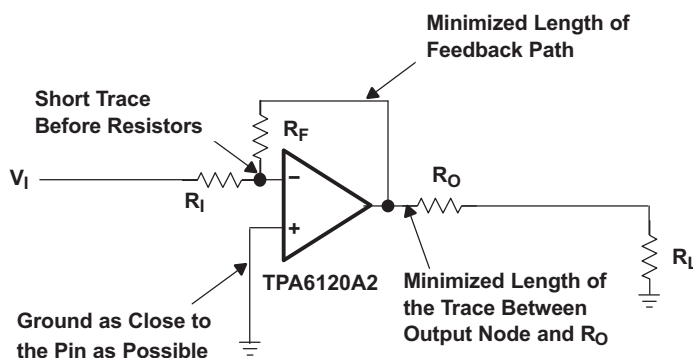 Minimized Length of
Feedback Path
Short Trace
Before Resistors
RF
VI
RI
−
+
RO
RL
TPA6120A2
Minimized Length of
the Trace Between
Output Node and RO
Ground as Close to
the Pin as Possible